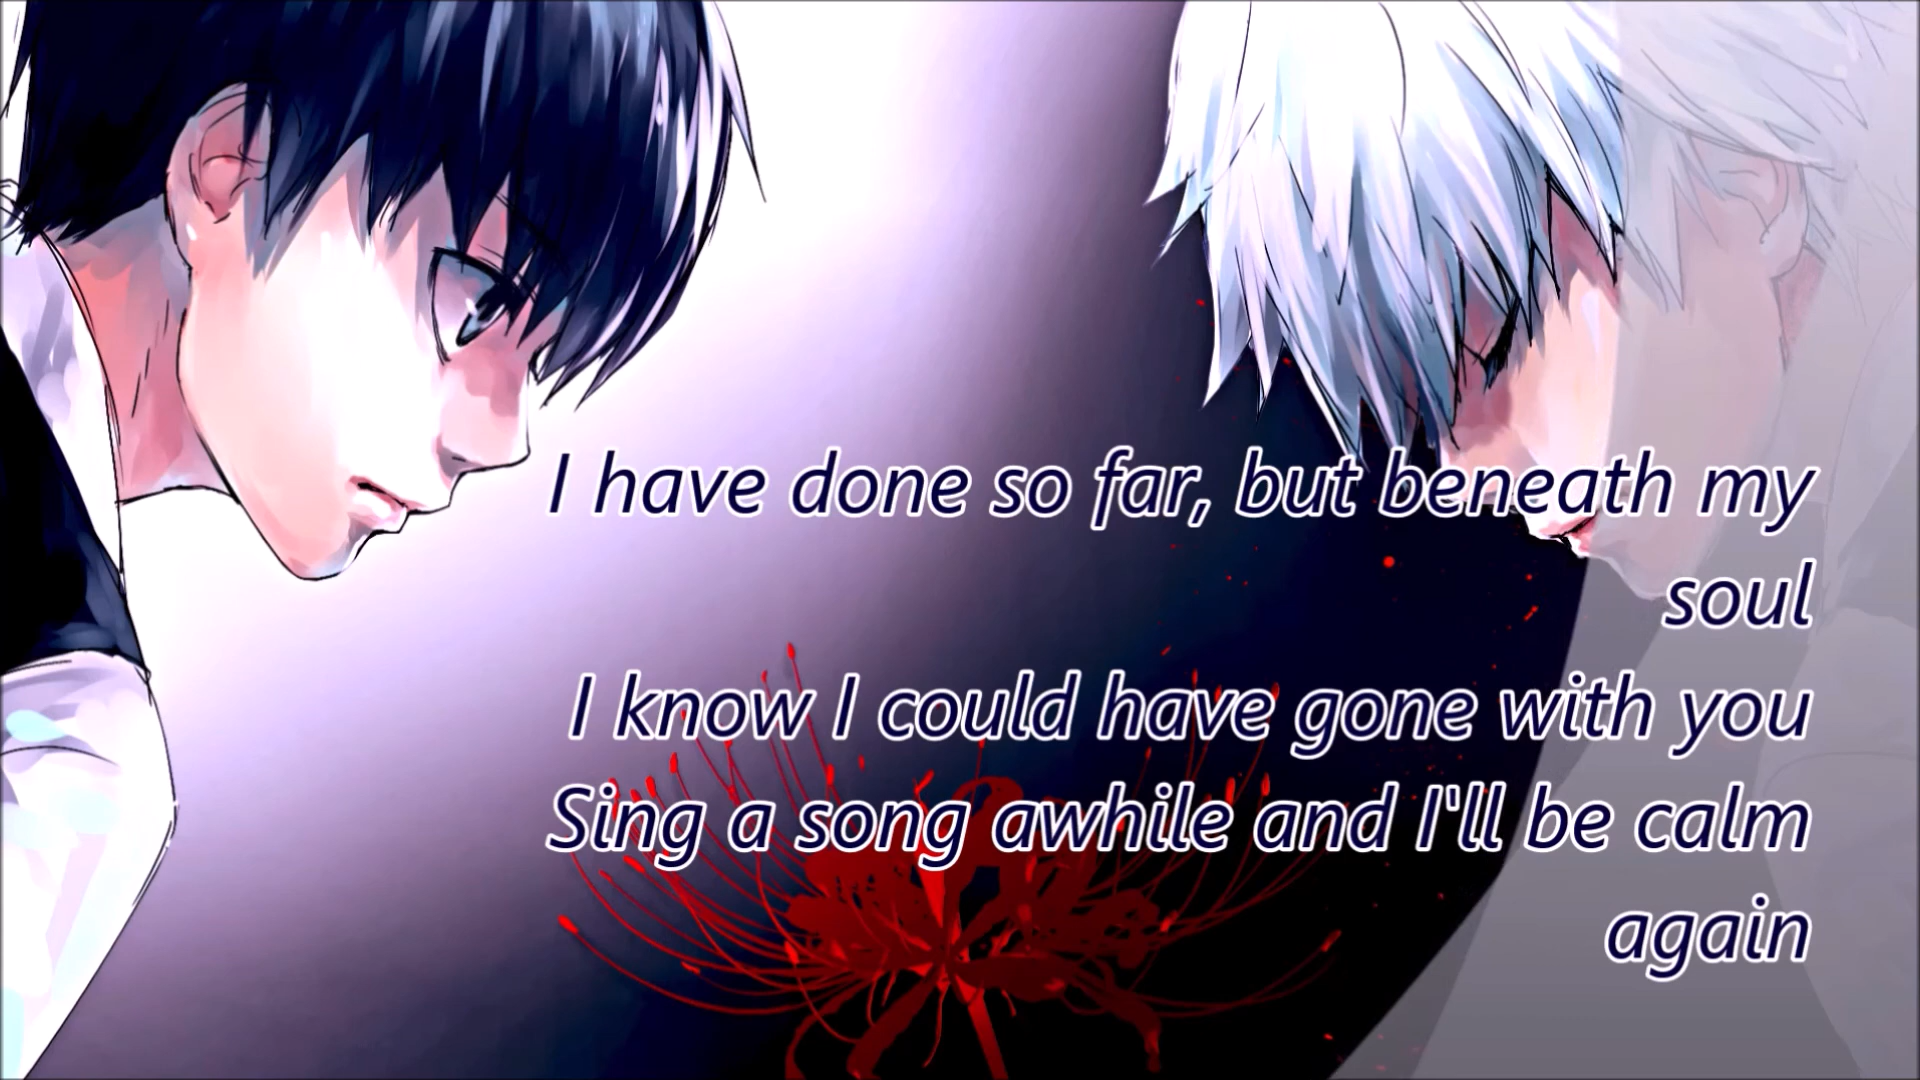 I have done so far, but beneath my
soul
I know I could have gone with you
Sing a song awhile and I'll be calm
again